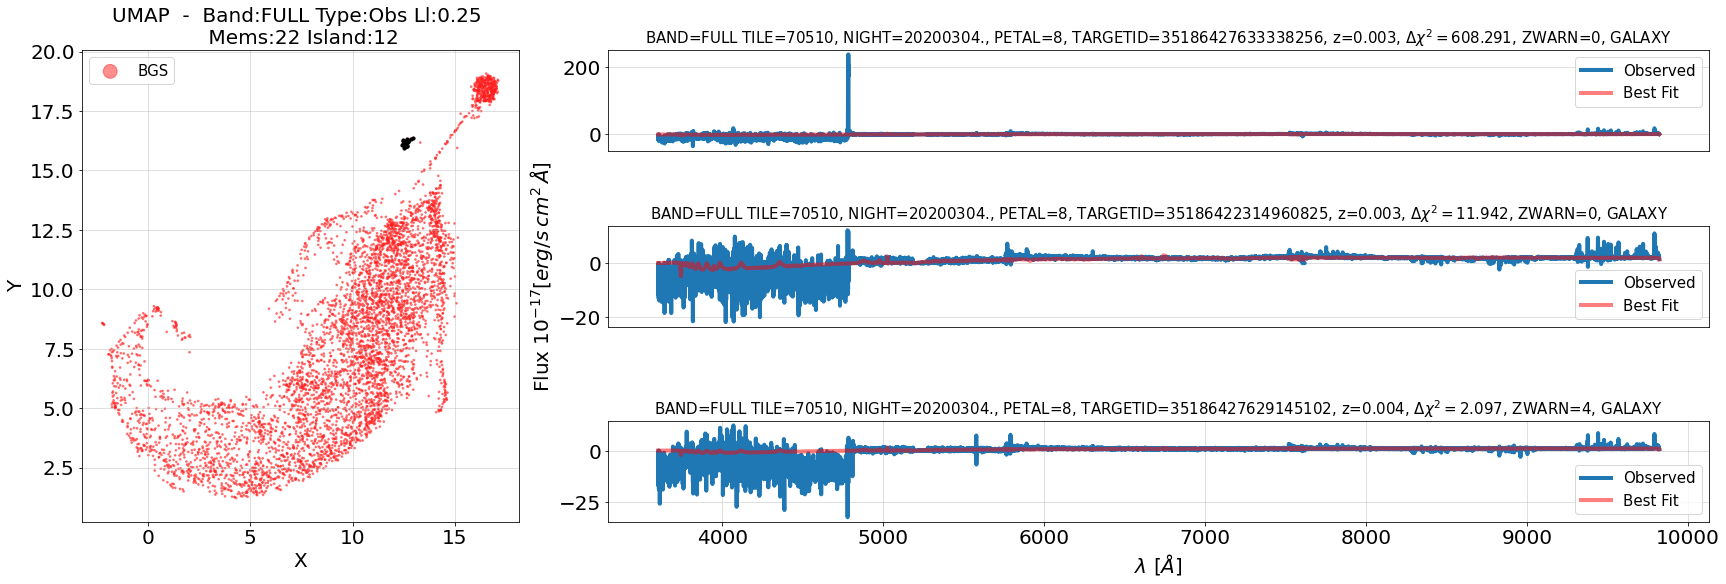 UMAP - Band:FULL Type:Obs Ll:0.25
Mems:22 Island:12
BGS
20.0
17.5
15.0
12.5
10.0
7.5
5.0
2.5
Y
0
5
10
15
X
Flux 10⁻¹⁷[erg/s cm² Å]
BAND=FULL TILE=70510, NIGHT=20200304., PETAL=8, TARGETID=35186427633338256, z=0.003, Δχ² = 608.291, ZWARN=0, GALAXY
200
0
Observed
Best Fit
BAND=FULL TILE=70510, NIGHT=20200304., PETAL=8, TARGETID=35186422314960825, z=0.003, Δχ² = 11.942, ZWARN=0, GALAXY
0
−20
Observed
Best Fit
BAND=FULL TILE=70510, NIGHT=20200304., PETAL=8, TARGETID=35186427629145102, z=0.004, Δχ² = 2.097, ZWARN=4, GALAXY
0
−25
Observed
Best Fit
4000
5000
6000
7000
8000
9000
10000
λ [Å]